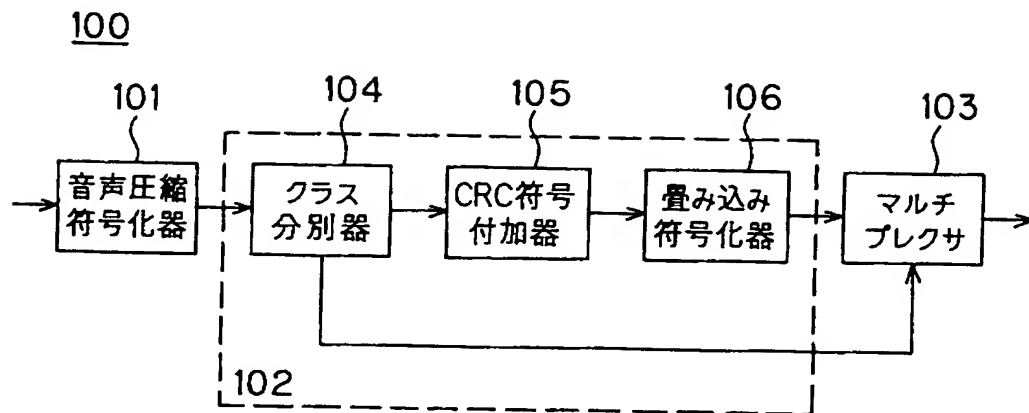 100
101
104
105
106
103
音声圧縮
符号化器
クラス
分別器
CRC符号
付加器
畳み込み
符号化器
マルチ
プレクサ
102